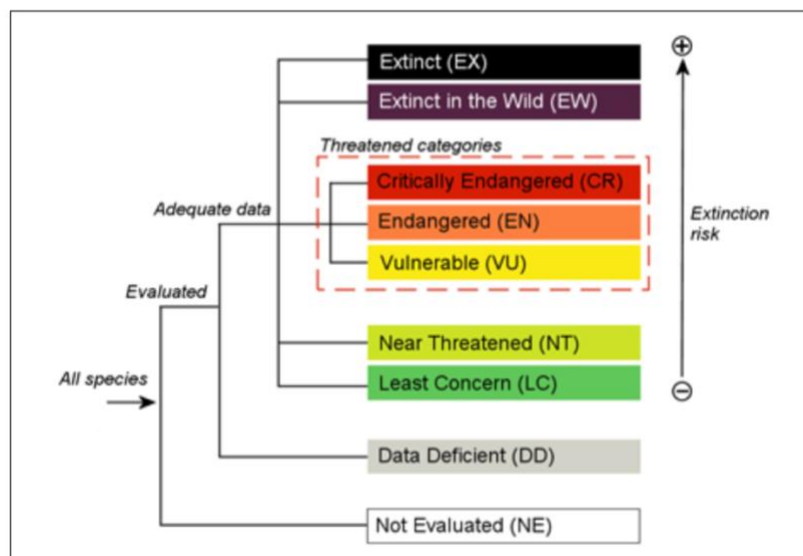 Extinct (EX)
Extinct in the Wild (EW)
Threatened categories
Critically Endangered (CR)
Adequate data
Endangered (EN)
Extinction
risk
Vulnerable (VU)
Evaluated
Near Threatened (NT)
All species
Least Concern (LC)
Data Deficient (DD)
Not Evaluated (NE)